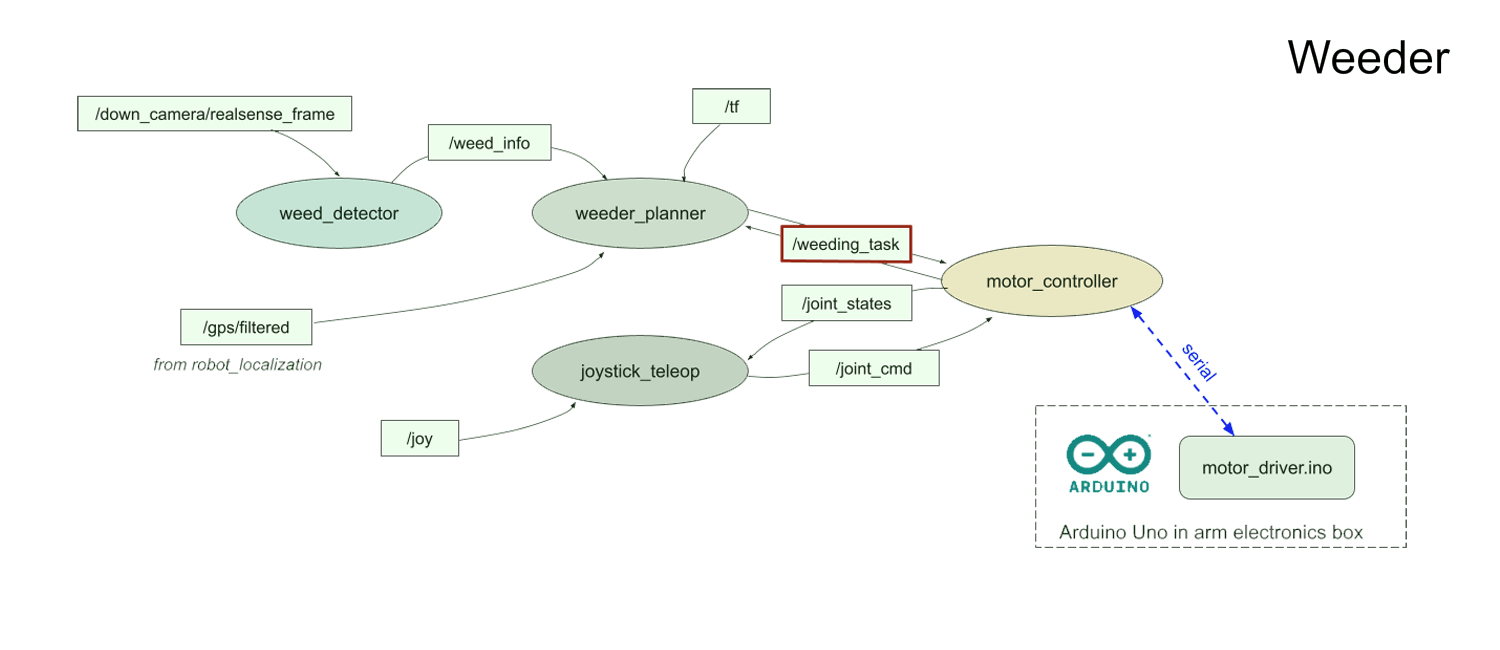 Weeder
/down_camera/realsense_frame
/tf
/weed_info
weed_detector
weeder_planner
/weeding_task
motor_controller
/joint_states
/gps/filtered
from robot_localization
serial
joystick_teleop
/joint_cmd
/joy
ARDUINO
motor_driver.ino
Arduino Uno in arm electronics box